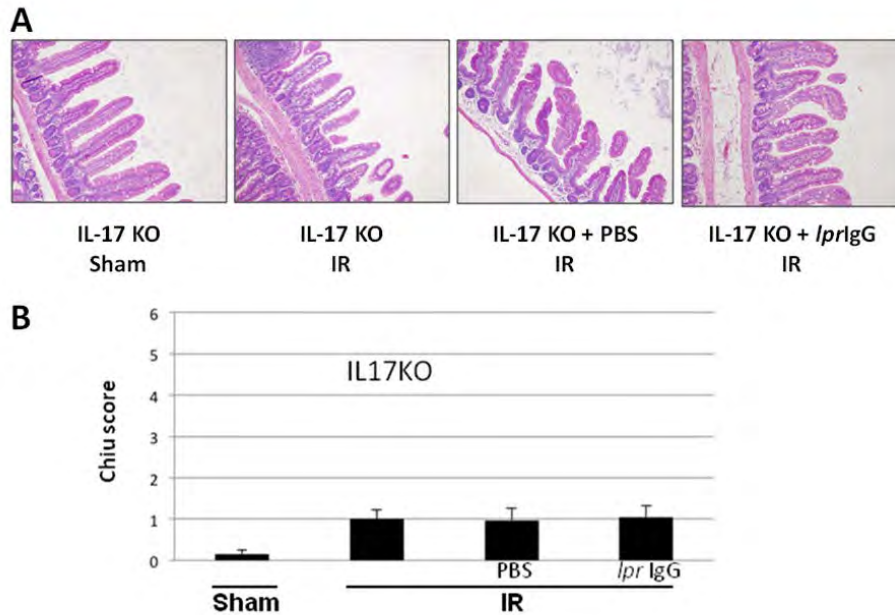 A
IL-17 KO
Sham
IL-17 KO
IR
IL-17 KO + PBS
IR
IL-17 KO + lprIgG
IR
B
6
5
4
3
2
1
0
Chiu score
IL17KO
PBS
lpr IgG
Sham
IR